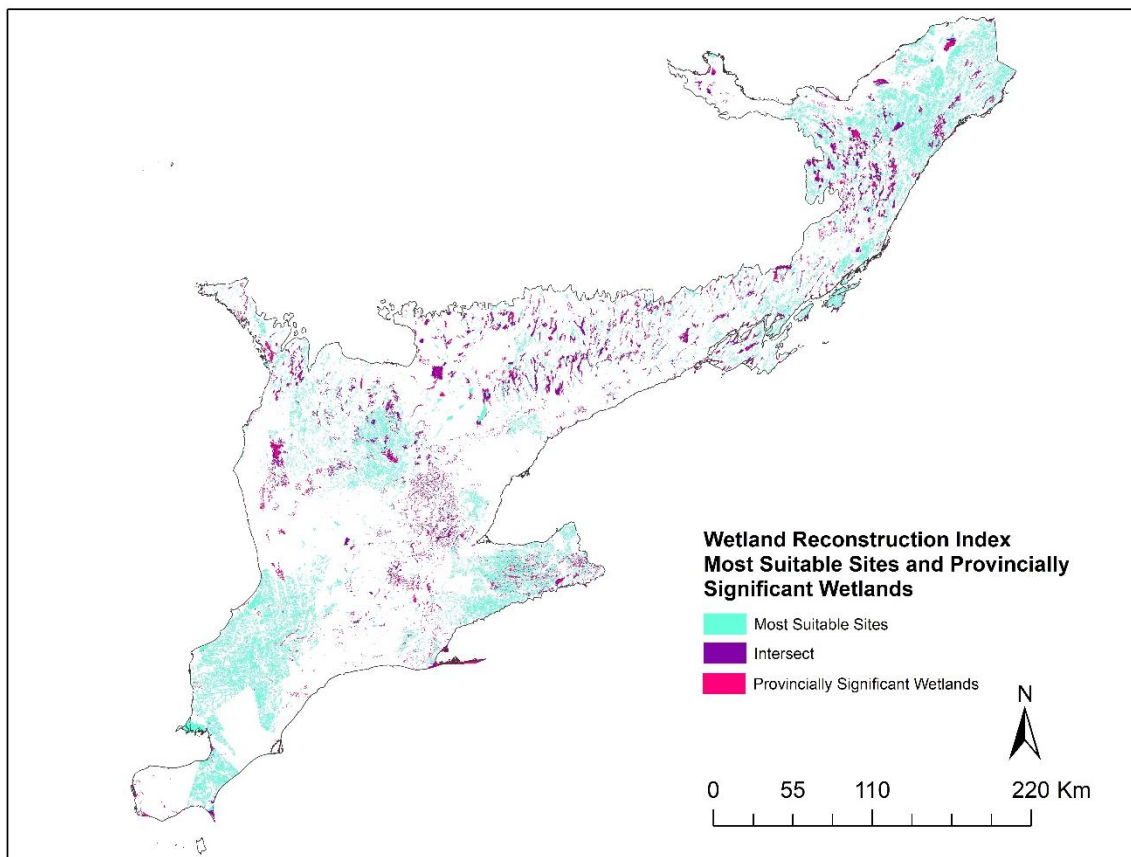 Wetland Reconstruction Index
Most Suitable Sites and Provincially
Significant Wetlands
Most Suitable Sites
Intersect
Provincially Significant Wetlands
N
0 55 110 220 Km